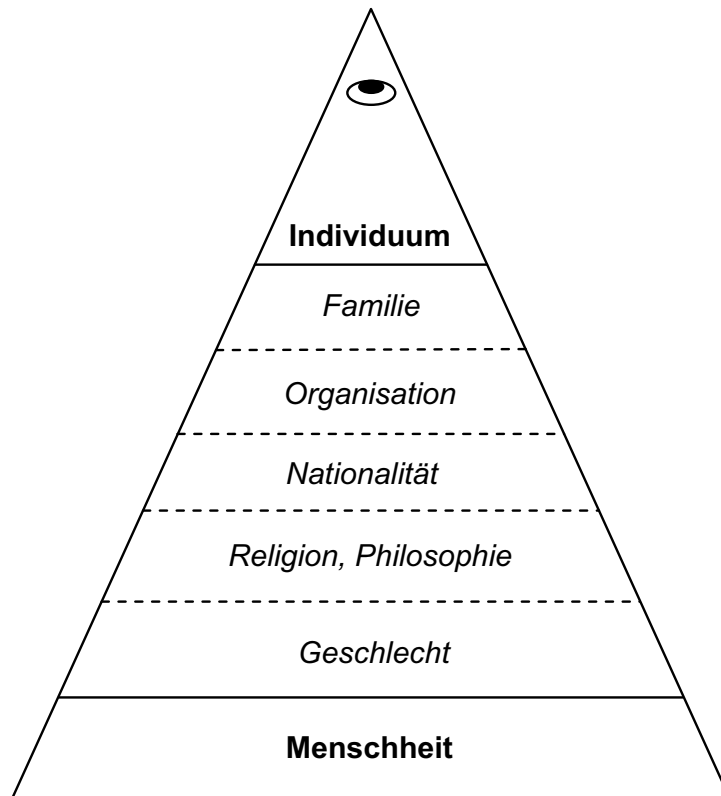 Individuum
Familie
Organisation
Nationalität
Religion, Philosophie
Geschlecht
Menschheit